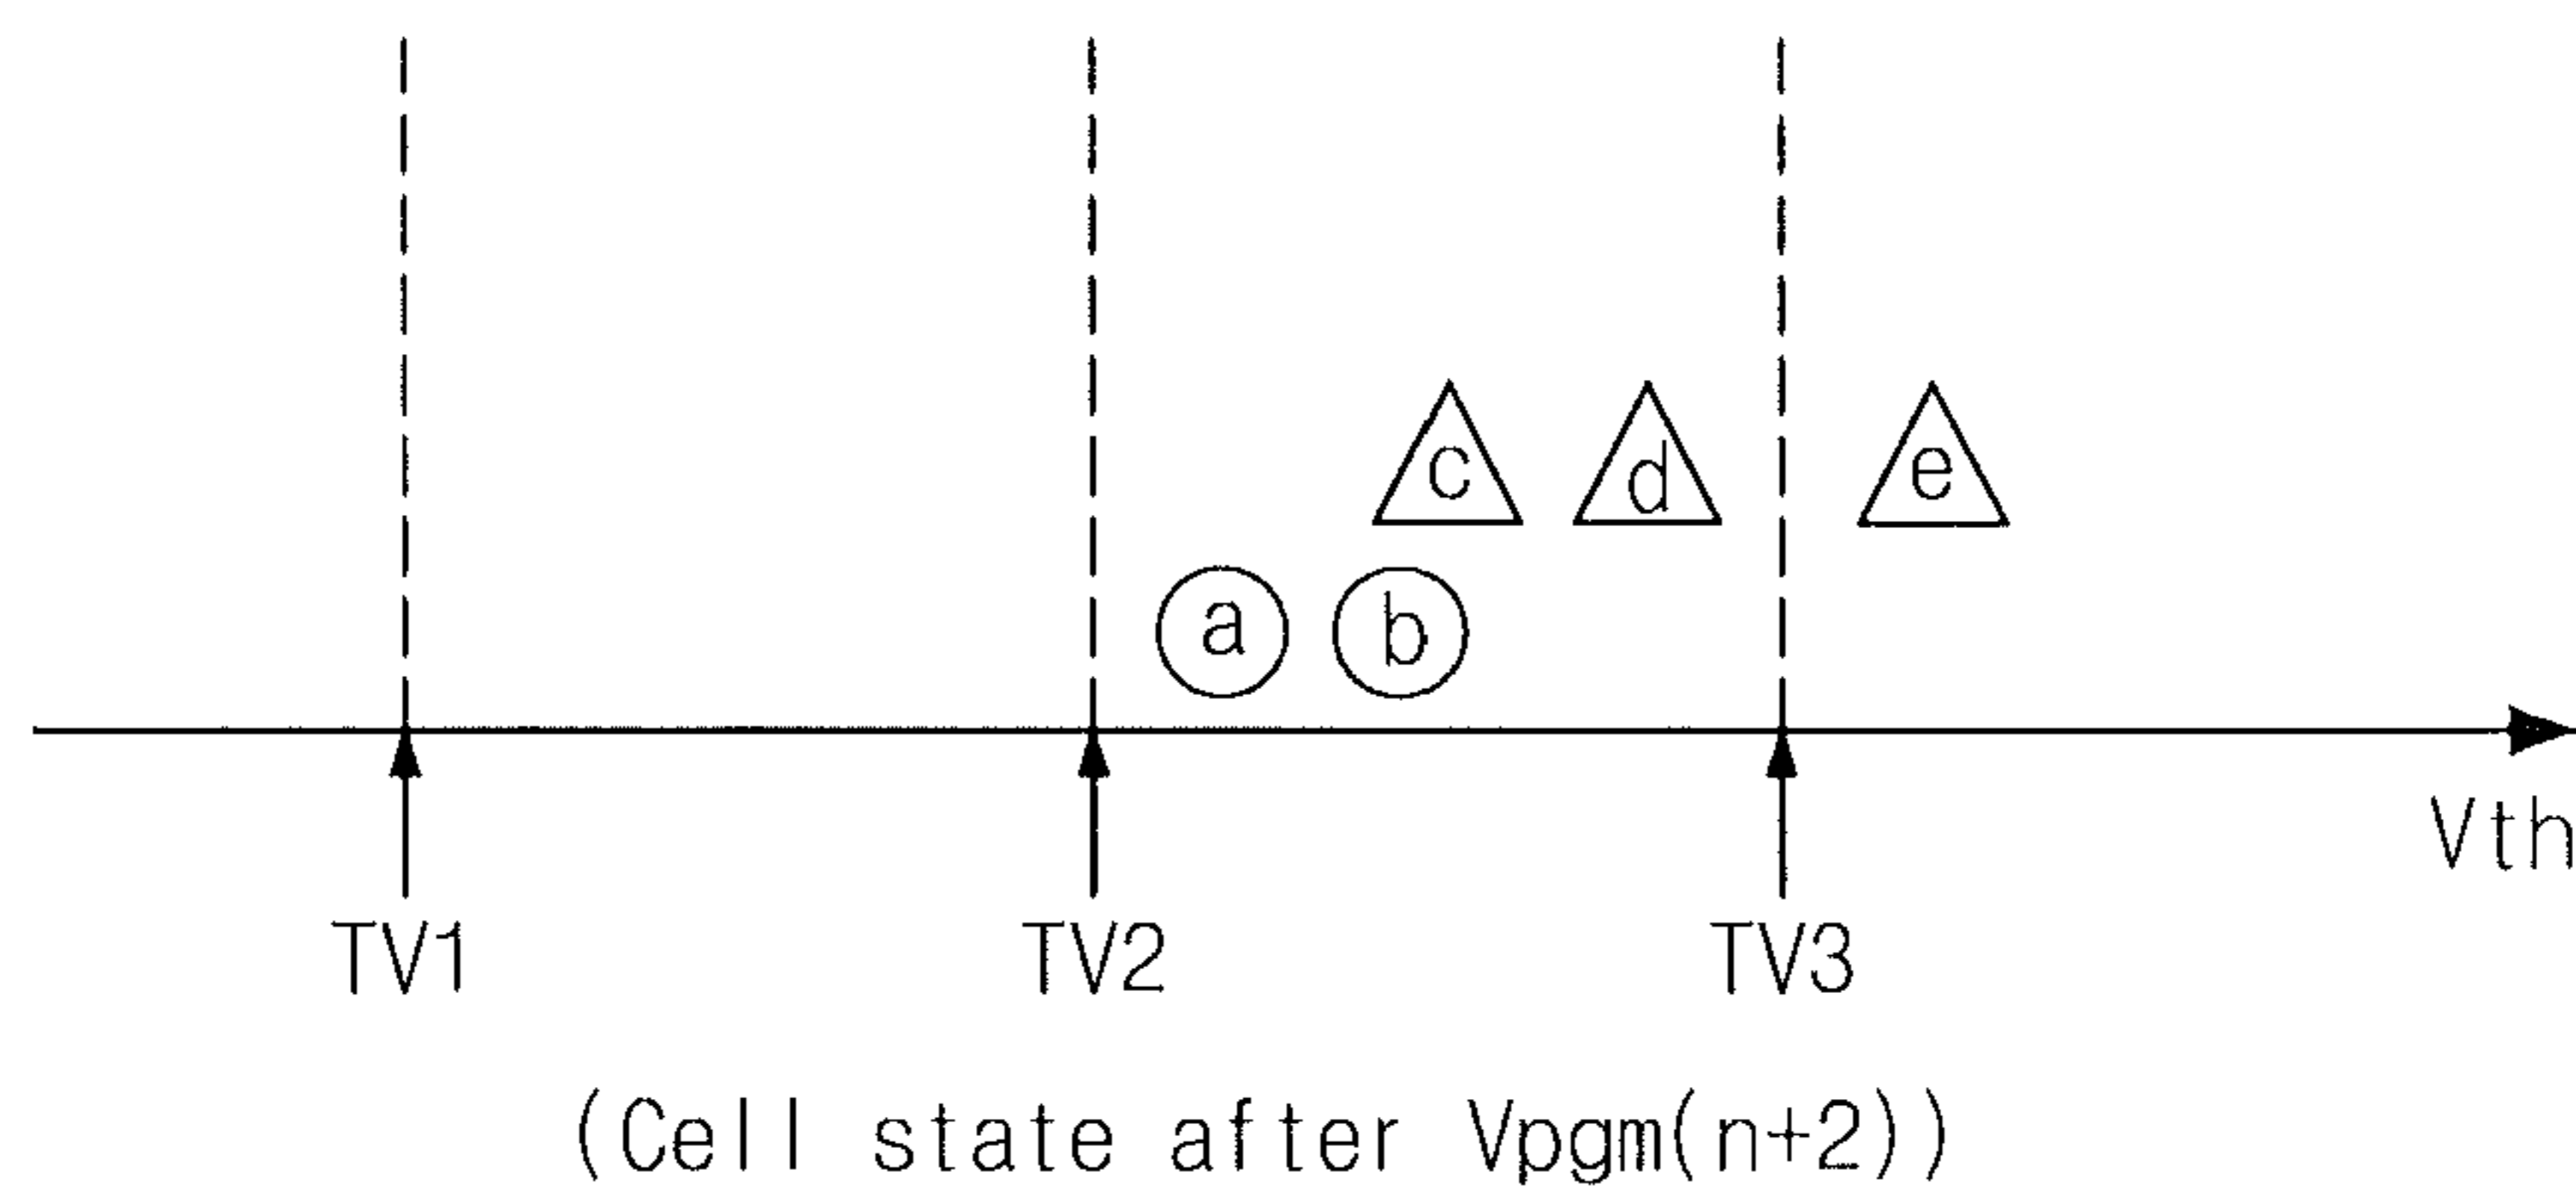 c d e
a b
Vth
TV1 TV2 TV3
(Cell state after Vpgm(n+2))